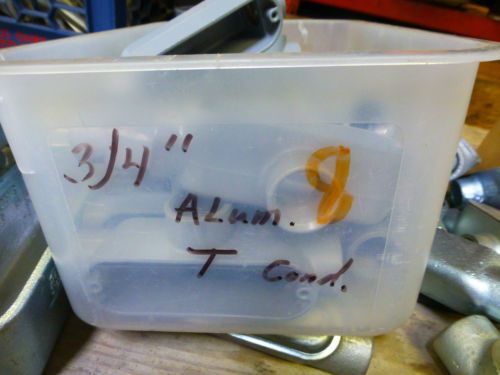 3/4" 8
Alum.
T Cond.